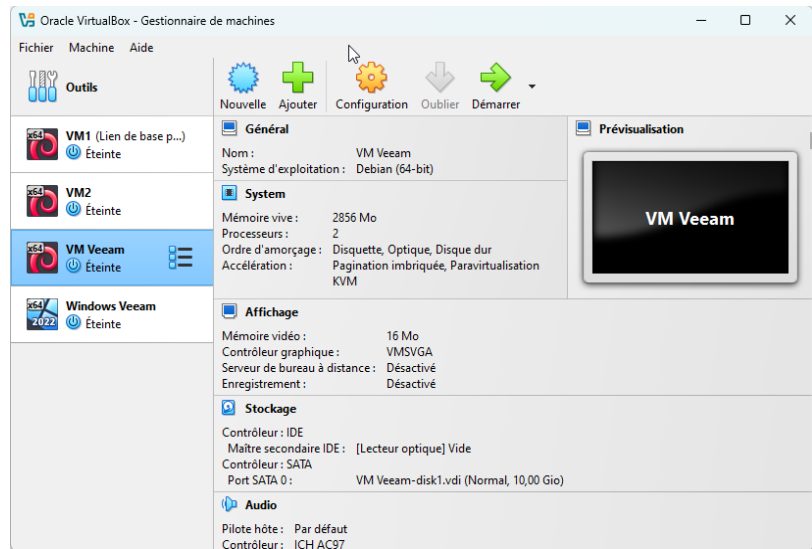 Oracle VirtualBox - Gestionnaire de machines
Fichier Machine Aide
Outils
Nouvelle Ajouter Configuration Oublier Démarrer
x64 VM1 (Lien de base p...)
Éteinte
x64 VM2
Éteinte
x64 VM Veeam
Éteinte
x64 2022 Windows Veeam
Éteinte
Général
Nom : VM Veeam
Système d'exploitation : Debian (64-bit)
System
Mémoire vive : 2856 Mo
Processeurs : 2
Ordre d'amorçage : Disquette, Optique, Disque dur
Accélération : Pagination imbriquée, Paravirtualisation
KVM
Prévisualisation
VM Veeam
Affichage
Mémoire vidéo : 16 Mo
Contrôleur graphique : VMSVGA
Serveur de bureau à distance : Désactivé
Enregistrement : Désactivé
Stockage
Contrôleur : IDE
Maître secondaire IDE : [Lecteur optique] Vide
Contrôleur : SATA
Port SATA 0 : VM Veeam-disk1.vdi (Normal, 10,00 Gio)
Audio
Pilote hôte : Par défaut
Contrôleur : ICH AC97